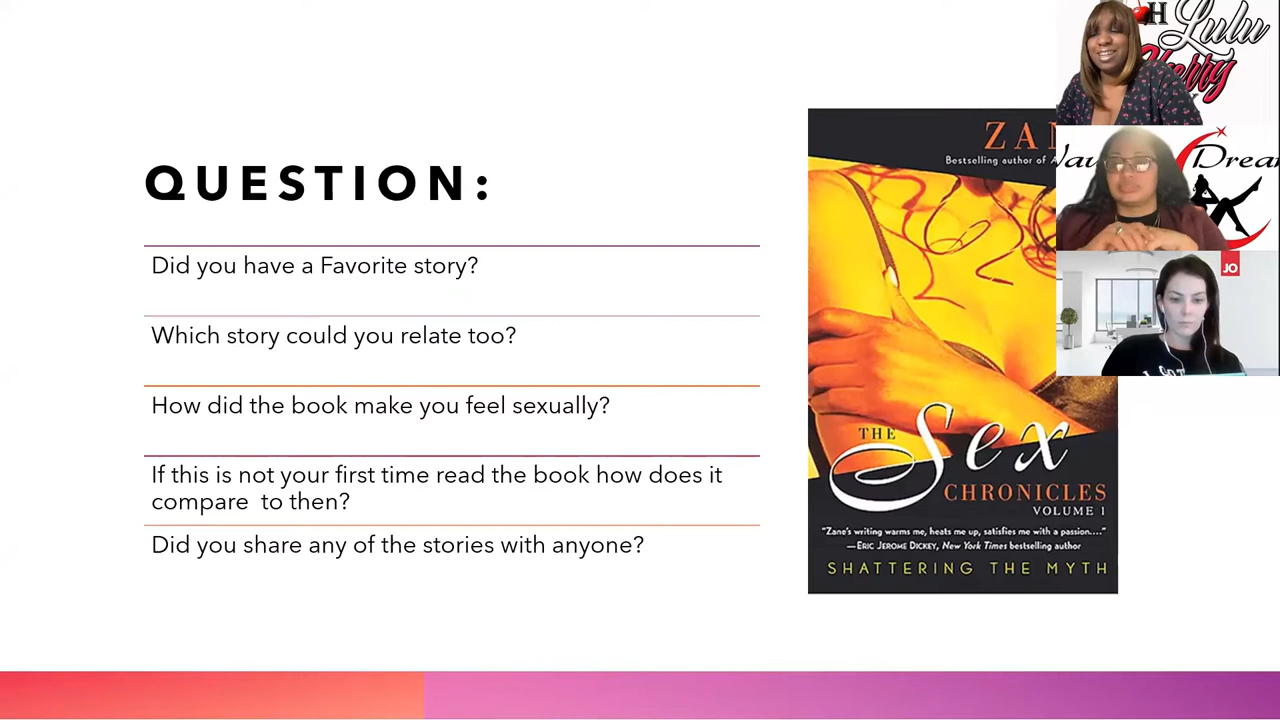 QUESTION:
Did you have a Favorite story?
Which story could you relate too?
How did the book make you feel sexually?
If this is not your first time read the book how does it
compare to then?
Did you share any of the stories with anyone?
ZAN
Bestselling author of A
THE
Sex
CHRONICLES
VOLUME 1
"Zane's writing warms me, heats me up, satisfies me with a passion...."
—ERIC JEROME DICKEY, New York Times bestselling author
SHATTERING THE MYTH
H Lulu
Cherry
Drea
JO